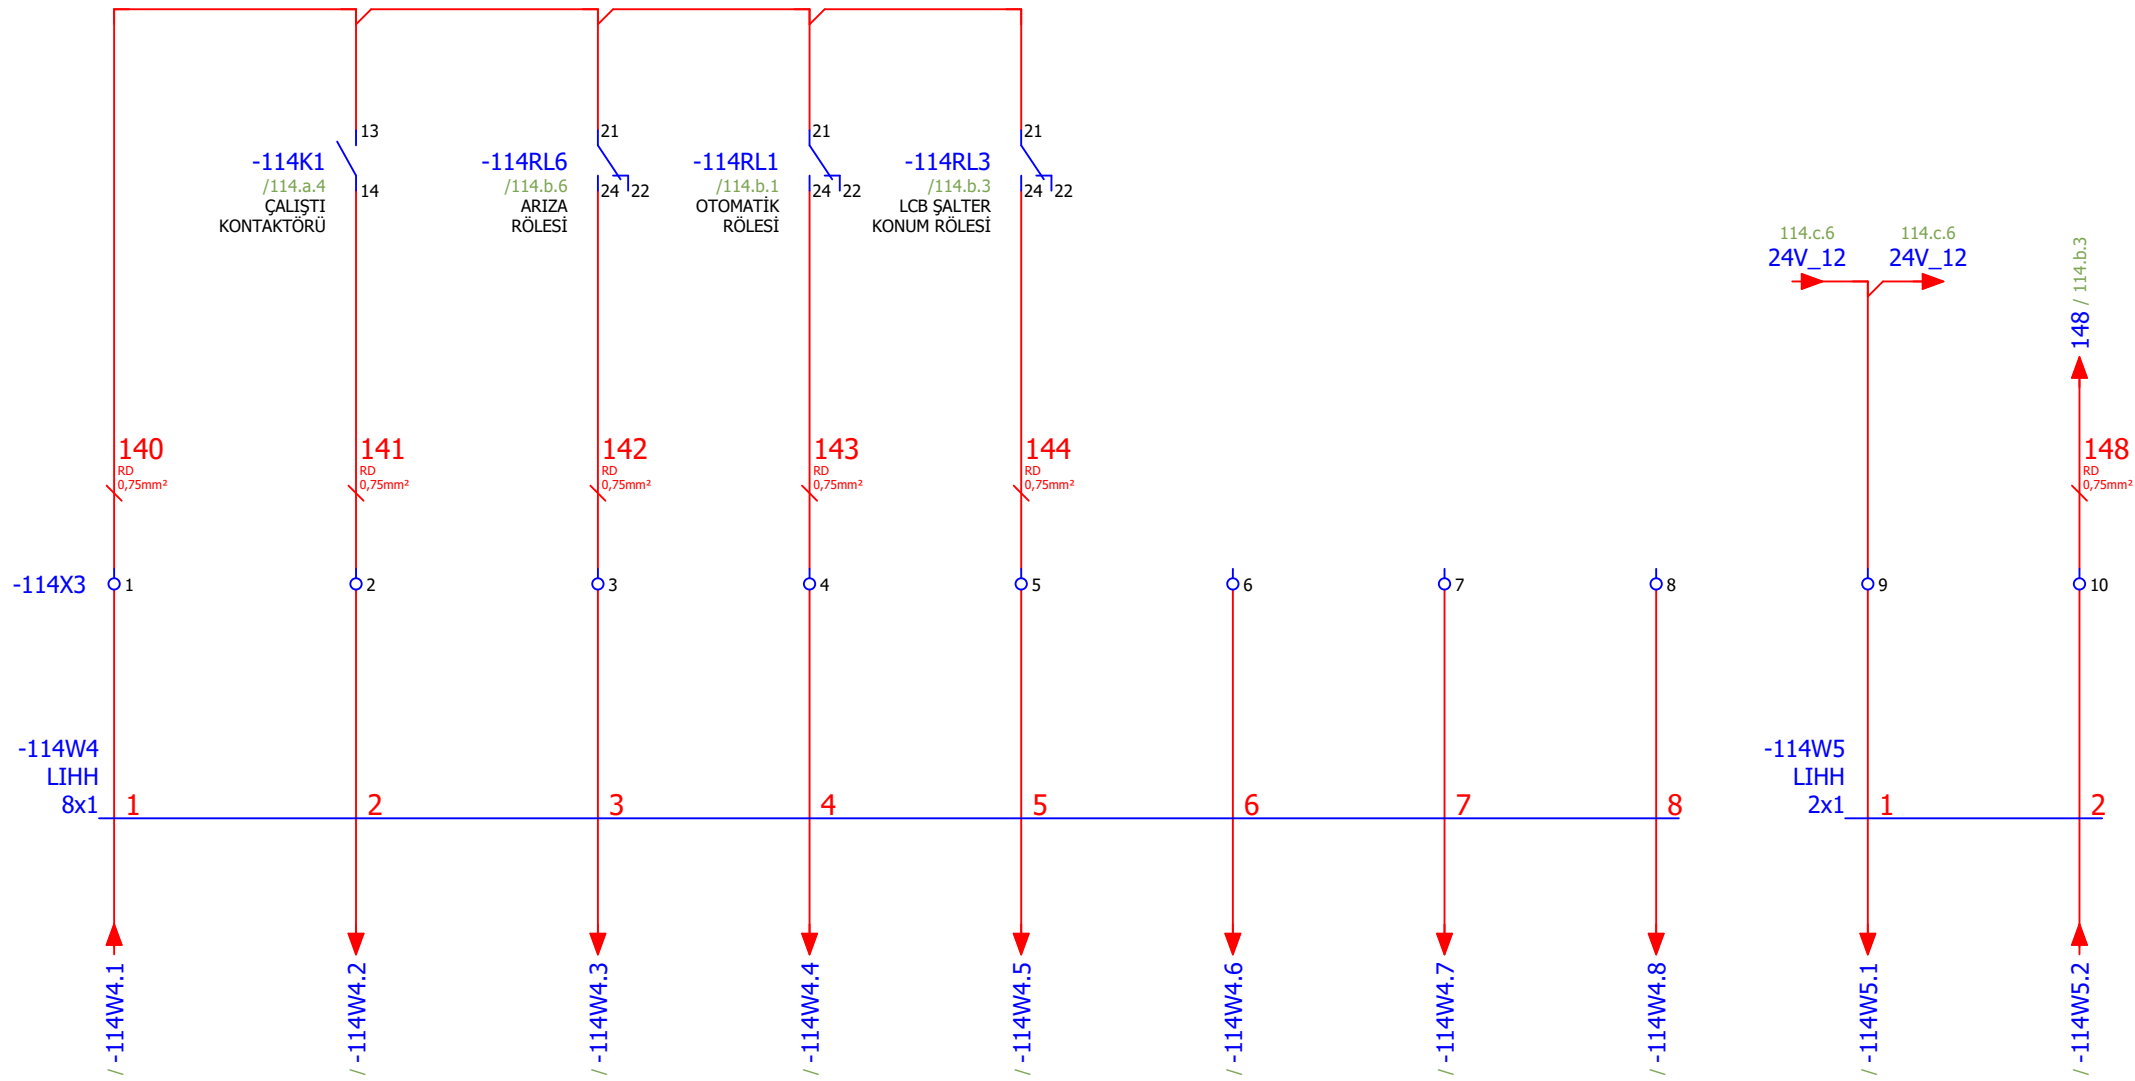 13
-114K1
/114.a.4
14
ÇALIŞTI
KONTAKTÖRÜ
21
-114RL6
/114.b.6
24
22
ARIZA
RÖLESİ
21
-114RL1
/114.b.1
24
22
OTOMATİK
RÖLESİ
21
-114RL3
/114.b.3
24
22
LCB ŞALTER
KONUM RÖLESİ
114.c.6
24V_12
114.c.6
24V_12
148 / 114.b.3
140
RD
0,75mm²
141
RD
0,75mm²
142
RD
0,75mm²
143
RD
0,75mm²
144
RD
0,75mm²
148
RD
0,75mm²
-114X3
1
2
3
4
5
6
7
8
9
10
-114W4
LIHH
8x1
1
2
3
4
5
6
7
8
-114W5
LIHH
2x1
1
2
/ -114W4.1
/ -114W4.2
/ -114W4.3
/ -114W4.4
/ -114W4.5
/ -114W4.6
/ -114W4.7
/ -114W4.8
/ -114W5.1
/ -114W5.2